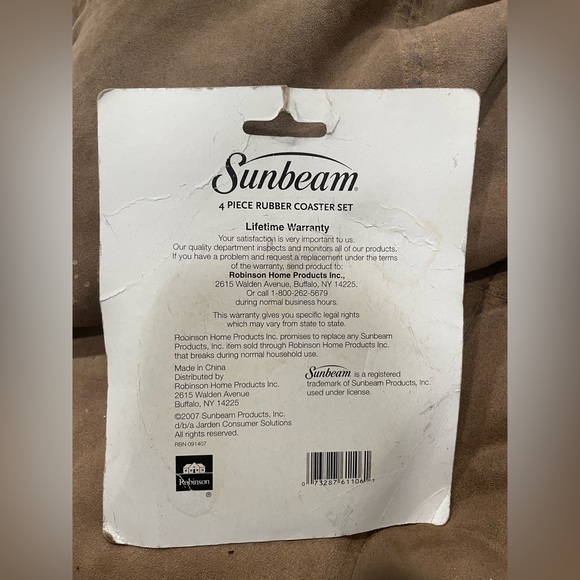 Sunbeam®
4 PIECE RUBBER COASTER SET
Lifetime Warranty
Your satisfaction is very important to us.
Our quality department inspects and monitors all of our products.
If you have a problem and request a replacement under the terms
of the warranty, send product to:
Robinson Home Products Inc.,
2615 Walden Avenue, Buffalo, NY 14225.
Or call 1-800-262-5679
during normal business hours.
This warranty gives you specific legal rights
which may vary from state to state.
Robinson Home Products Inc. promises to replace any Sunbeam
Products, Inc. item sold through Robinson Home Products, Inc.
that breaks during normal household use.
Made in China
Distributed by
Robinson Home Products Inc.
2615 Walden Avenue
Buffalo, NY 14225
©2007 Sunbeam Products, Inc.
d/b/a Jarden Consumer Solutions
All rights reserved.
RBN 091407
Sunbeam is a registered
trademark of Sunbeam Products, Inc.
used under license.
Robinson
®
0 73287 61106 1